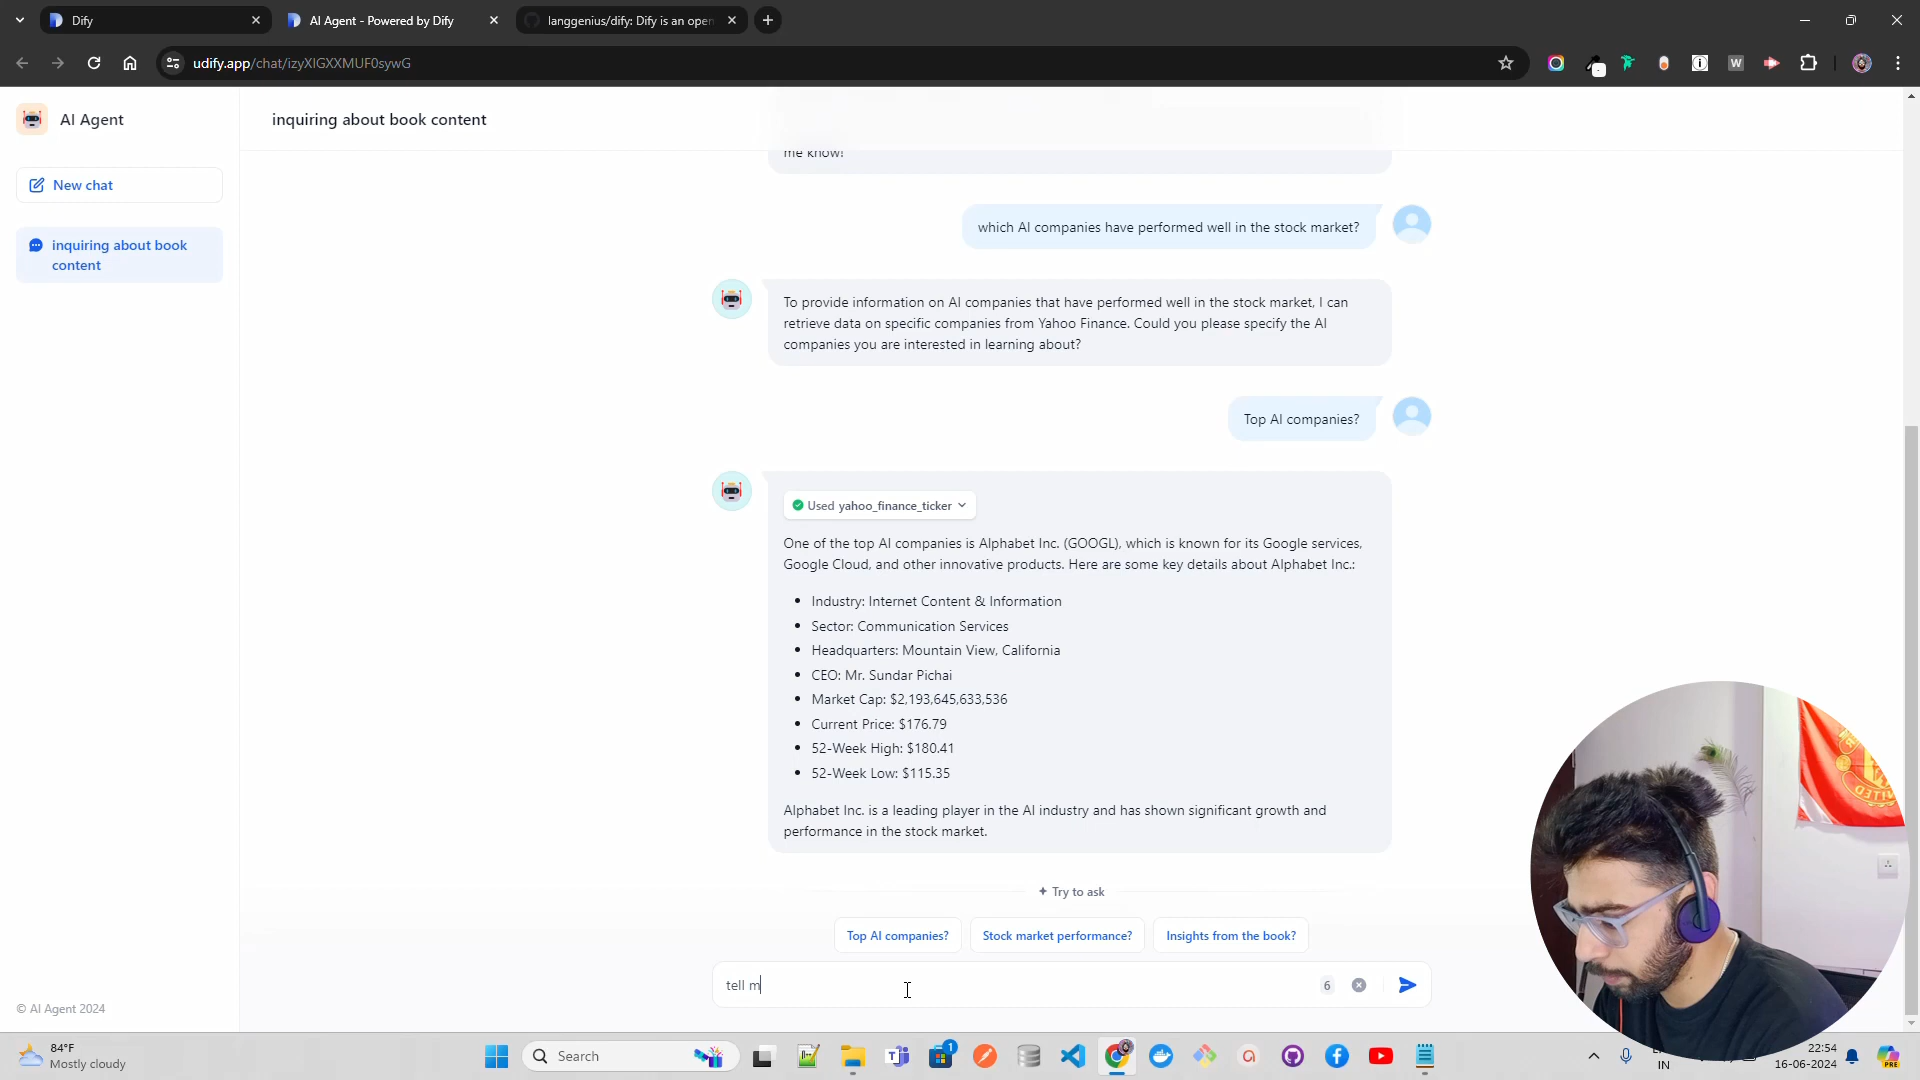 Dify
AI Agent - Powered by Dify
langgenius/dify: Dify is an open
udify.app/chat/izyXIGXXMUF0sywG
AI Agent
inquiring about book content
New chat
inquiring about book
content
me know!
which AI companies have performed well in the stock market?
To provide information on AI companies that have performed well in the stock market, I can
retrieve data on specific companies from Yahoo Finance. Could you please specify the AI
companies you are interested in learning about?
Top AI companies?
Used yahoo_finance_ticker
One of the top AI companies is Alphabet Inc. (GOOGL), which is known for its Google services,
Google Cloud, and other innovative products. Here are some key details about Alphabet Inc.:
• Industry: Internet Content & Information
• Sector: Communication Services
• Headquarters: Mountain View, California
• CEO: Mr. Sundar Pichai
• Market Cap: $2,193,645,633,536
• Current Price: $176.79
• 52-Week High: $180.41
• 52-Week Low: $115.35
Alphabet Inc. is a leading player in the AI industry and has shown significant growth and
performance in the stock market.
Try to ask
Top AI companies?
Stock market performance?
Insights from the book?
tell m
6
© AI Agent 2024
84°F
Mostly cloudy
Search
1
IN
22:54
16-06-2024